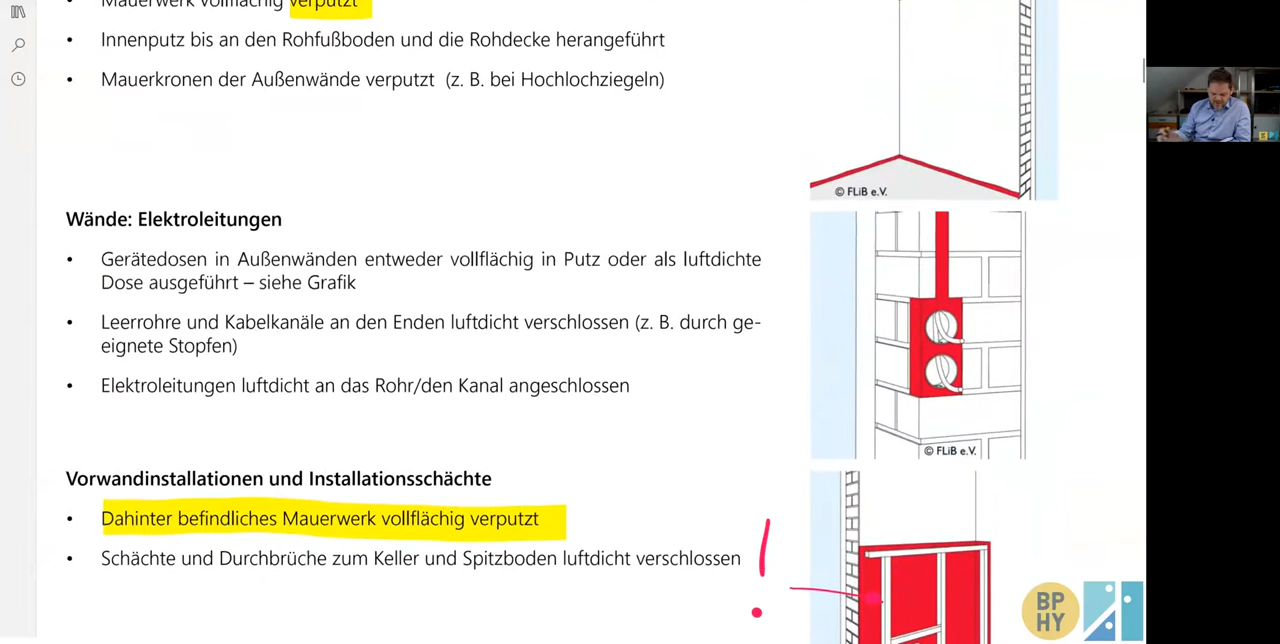 Mauerwerk vollflächig verputzt
• Innenputz bis an den Rohfußboden und die Rohdecke herangeführt
• Mauerkronen der Außenwände verputzt (z. B. bei Hochlochziegeln)
© FLiB e.V.
Wände: Elektroleitungen
• Gerätedosen in Außenwänden entweder vollflächig in Putz oder als luftdichte
Dose ausgeführt – siehe Grafik
• Leerrohre und Kabelkanäle an den Enden luftdicht verschlossen (z. B. durch ge-
eignete Stopfen)
• Elektroleitungen luftdicht an das Rohr/den Kanal angeschlossen
© FLiB e.V.
Vorwandinstallationen und Installationsschächte
• Dahinter befindliches Mauerwerk vollflächig verputzt
• Schächte und Durchbrüche zum Keller und Spitzboden luftdicht verschlossen
!
BP
HY